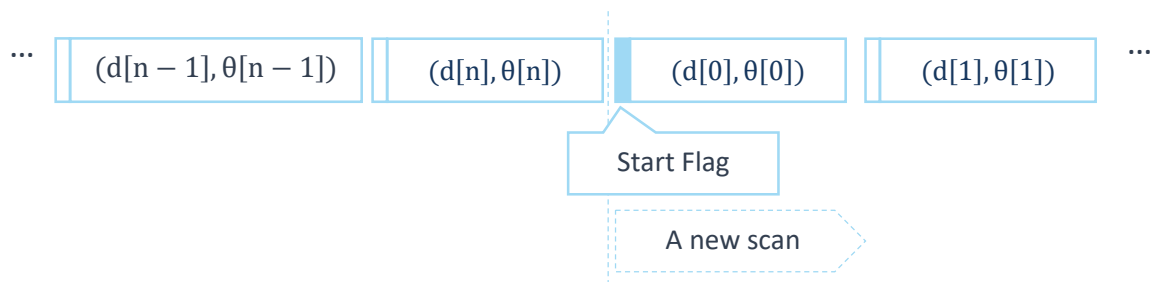 ... (d[n − 1], θ[n − 1]) (d[n], θ[n]) (d[0], θ[0]) (d[1], θ[1]) ...
Start Flag
A new scan